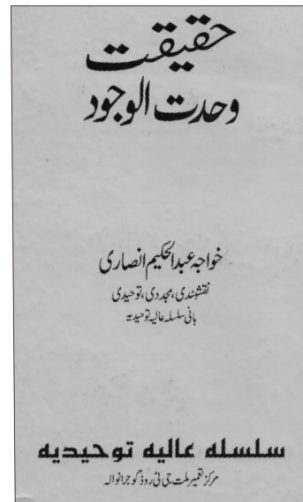 حقیقت
وحدت الوجود
خواجہ عبدالحکیم انصاری
نقشبندی، مجددی، توحیدی
بانی سلسلہ عالیہ توحیدیہ
سلسلہ عالیہ توحیدیہ
مرکز تعمیر ملت جی ٹی روڈ گوجرانوالہ